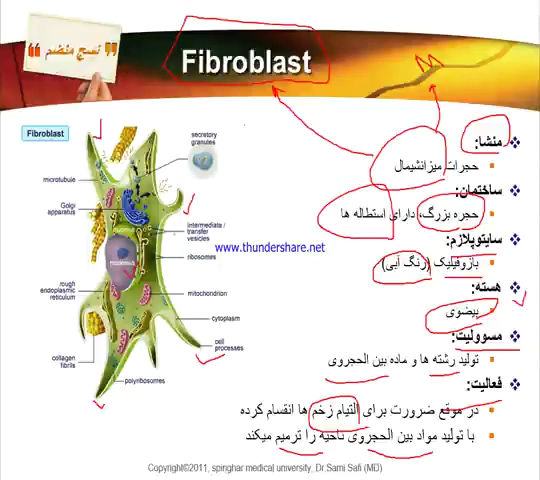 ❞ نسج منضم ❝
Fibroblast
Fibroblast
secretory
granules
microtubule
Golgi
apparatus
intermediate /
transfer
vesicles
ribosomes
rough
endoplasmic
reticulum
mitochondrion
cytoplasm
cell
processes
collagen
fibrils
polyribosomes
www.thundershare.net
منشا:
حجرات میزانشیمال
ساختمان:
حجره بزرگ، دارای استطاله ها
سایتوپلازم:
بازوفیلیک (رنگ آبی)
هسته:
بیضوی
مسوولیت:
تولید رشته ها و ماده بین الحجروی
فعالیت:
در موقع ضرورت برای التیام زخم ها انقسام کرده
با تولید مواد بین الحجروی ناحیه را ترمیم میکند
Copyright©2011, spinghar medical university, Dr.Sami Safi (MD)